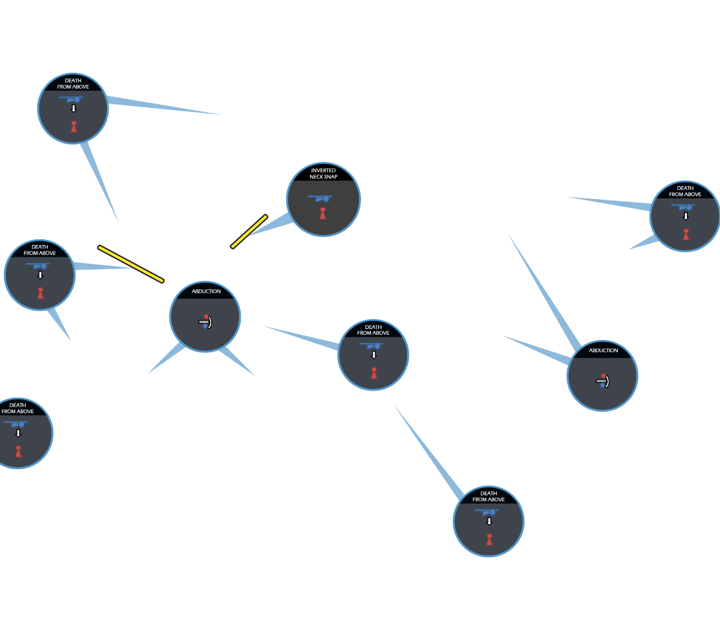 DEATH
FROM ABOVE
INVERTED
NECK SNAP
DEATH
FROM ABOVE
DEATH
FROM ABOVE
ABDUCTION
DEATH
FROM ABOVE
ABDUCTION
DEATH
FROM ABOVE
DEATH
FROM ABOVE